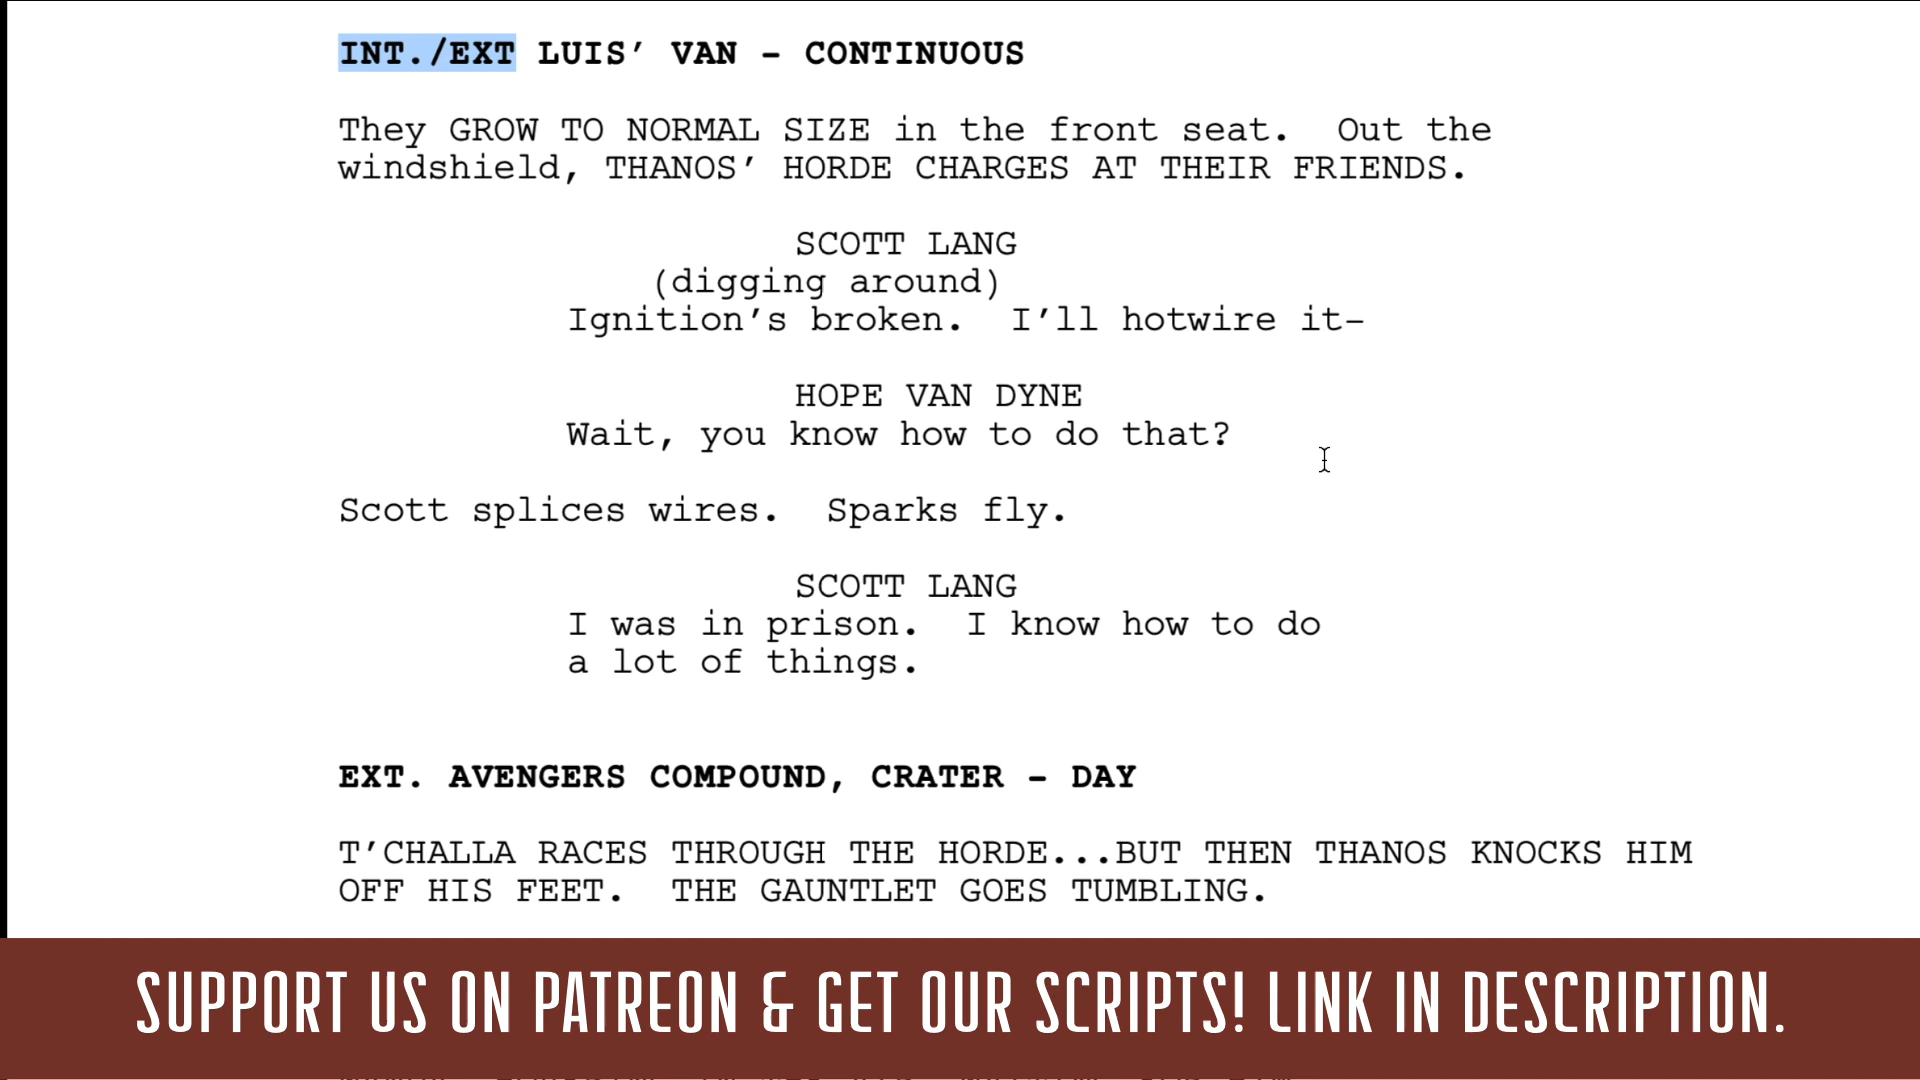 INT./EXT LUIS’ VAN – CONTINUOUS
They GROW TO NORMAL SIZE in the front seat.  Out the
windshield, THANOS’ HORDE CHARGES AT THEIR FRIENDS.
SCOTT LANG
(digging around)
Ignition’s broken.  I’ll hotwire it–
HOPE VAN DYNE
Wait, you know how to do that?
Scott splices wires.  Sparks fly.
SCOTT LANG
I was in prison.  I know how to do
a lot of things.
EXT. AVENGERS COMPOUND, CRATER – DAY
T’CHALLA RACES THROUGH THE HORDE...BUT THEN THANOS KNOCKS HIM
OFF HIS FEET.  THE GAUNTLET GOES TUMBLING.
SUPPORT US ON PATREON & GET OUR SCRIPTS! LINK IN DESCRIPTION.